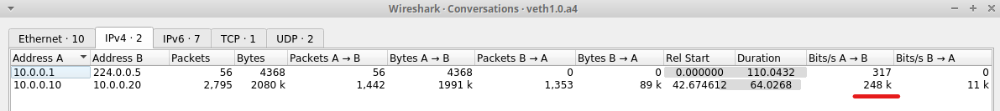 Wireshark · Conversations · veth1.0.a4
Ethernet · 10 IPv4 · 2 IPv6 · 7 TCP · 1 UDP · 2
Address A Address B Packets Bytes Packets A → B Bytes A → B Packets B → A Bytes B → A Rel Start Duration Bits/s A → B Bits/s B → A
10.0.0.1 224.0.0.5 56 4368 56 4368 0 0 0.000000 110.0432 317 0
10.0.0.10 10.0.0.20 2,795 2080 k 1,442 1991 k 1,353 89 k 42.674612 64.0268 248 k 11 k